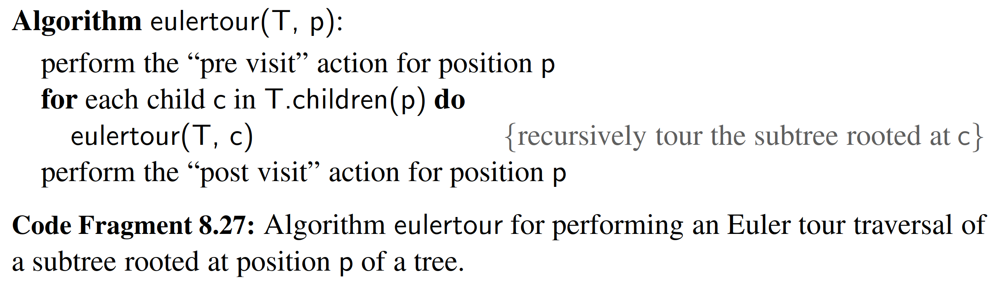 Algorithm eulertour(T, p):
perform the “pre visit” action for position p
for each child c in T.children(p) do
eulertour(T, c) {recursively tour the subtree rooted at c}
perform the “post visit” action for position p
Code Fragment 8.27: Algorithm eulertour for performing an Euler tour traversal of
a subtree rooted at position p of a tree.